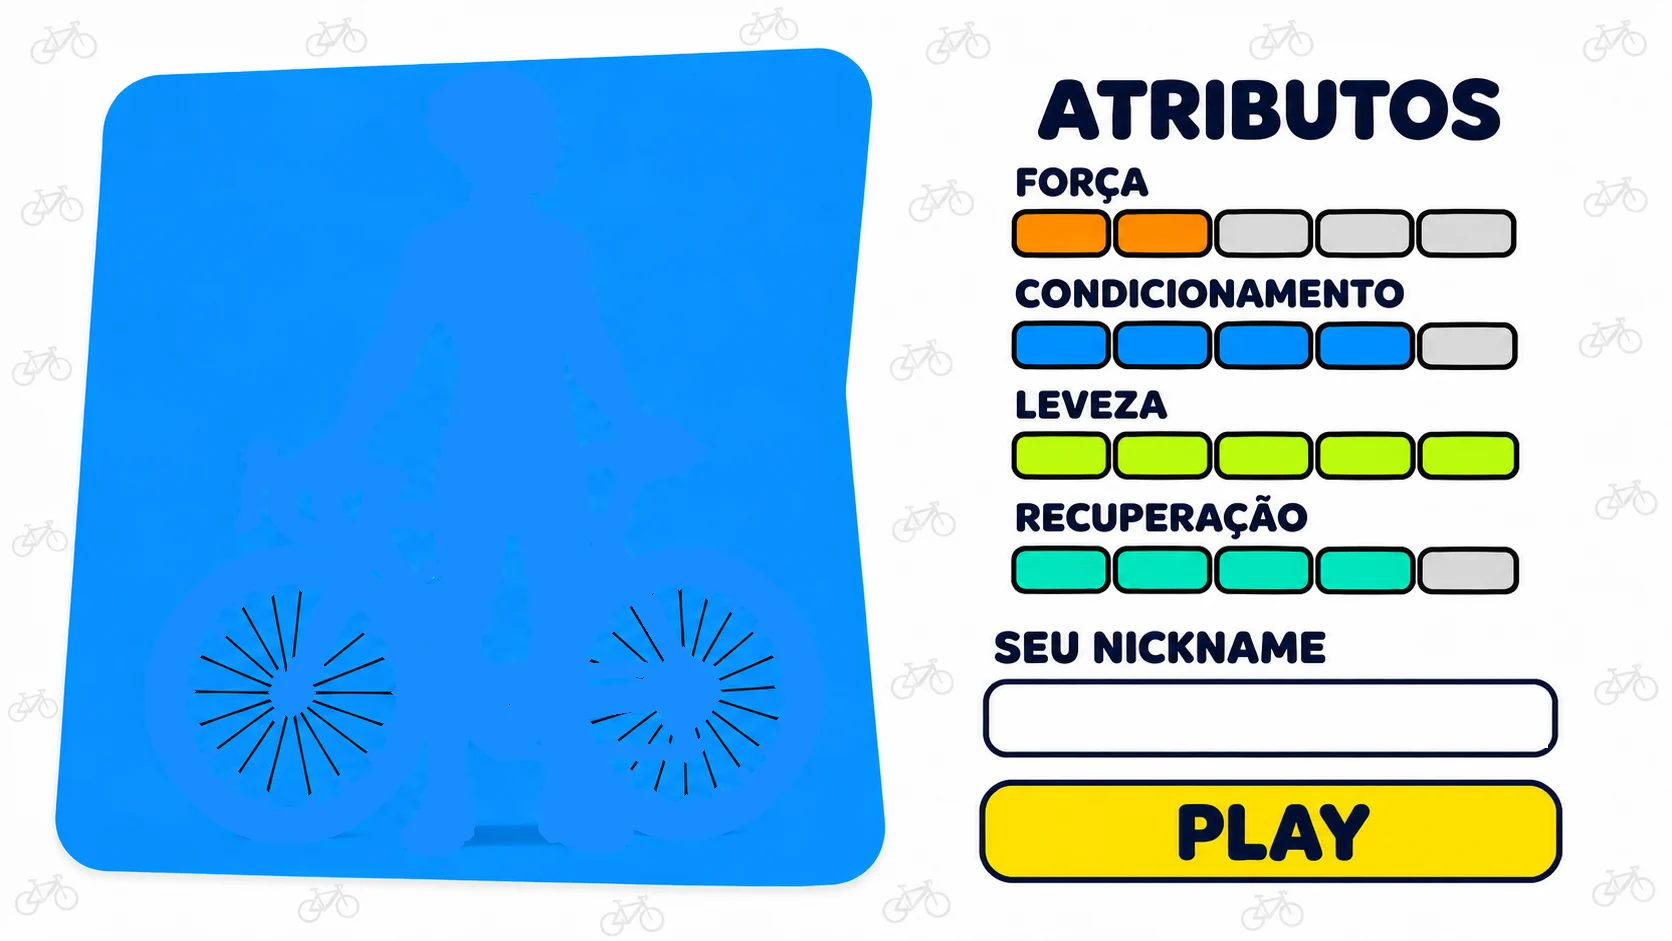 ATRIBUTOS
FORÇA
CONDICIONAMENTO
LEVEZA
RECUPERAÇÃO
SEU NICKNAME
PLAY